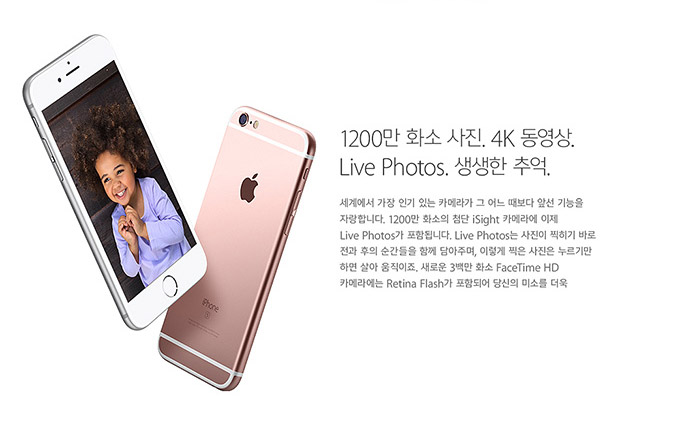 1200만 화소 사진. 4K 동영상.
Live Photos. 생생한 추억.
세계에서 가장 인기 있는 카메라가 그 어느 때보다 앞선 기능을
자랑합니다. 1200만 화소의 첨단 iSight 카메라에 이제
Live Photos가 포함됩니다. Live Photos는 사진이 찍히기 바로
전과 후의 순간들을 함께 담아주며, 이렇게 찍은 사진은 누르기만
하면 살아 움직이죠. 새로운 3백만 화소 FaceTime HD
카메라에는 Retina Flash가 포함되어 당신의 미소를 더욱
iPhone
S